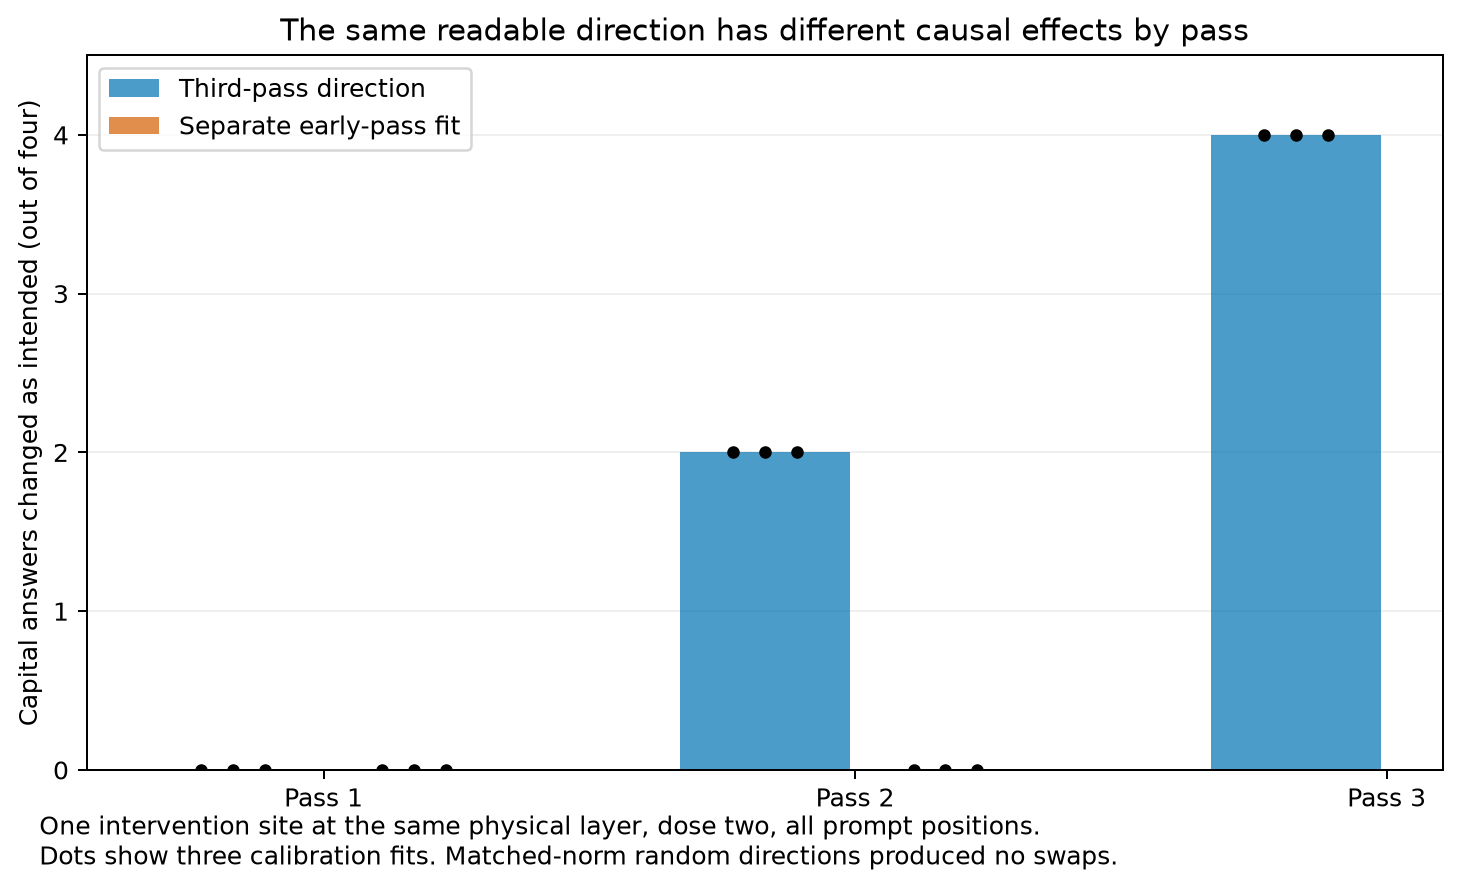 The same readable direction has different causal effects by pass
Third-pass direction
Separate early-pass fit
Capital answers changed as intended (out of four)
4
3
2
1
0
Pass 1
Pass 2
Pass 3
One intervention site at the same physical layer, dose two, all prompt positions.
Dots show three calibration fits. Matched-norm random directions produced no swaps.